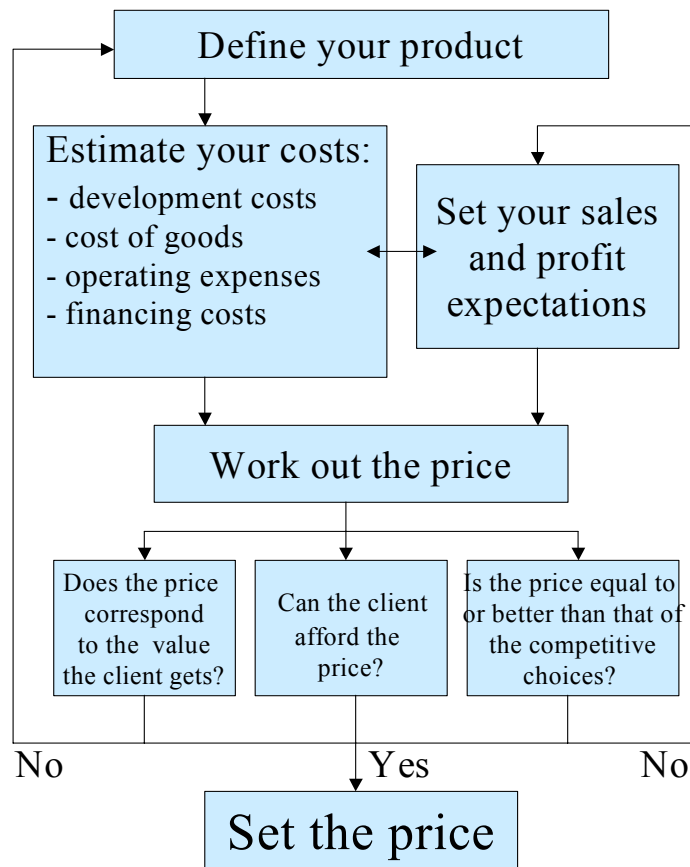 Define your product
Estimate your costs:
- development costs
- cost of goods
- operating expenses
- financing costs
Set your sales
and profit
expectations
Work out the price
Does the price
correspond
to the value
the client gets?
Can the client
afford the
price?
Is the price equal to
or better than that of
the competitive
choices?
No
Yes
No
Set the price